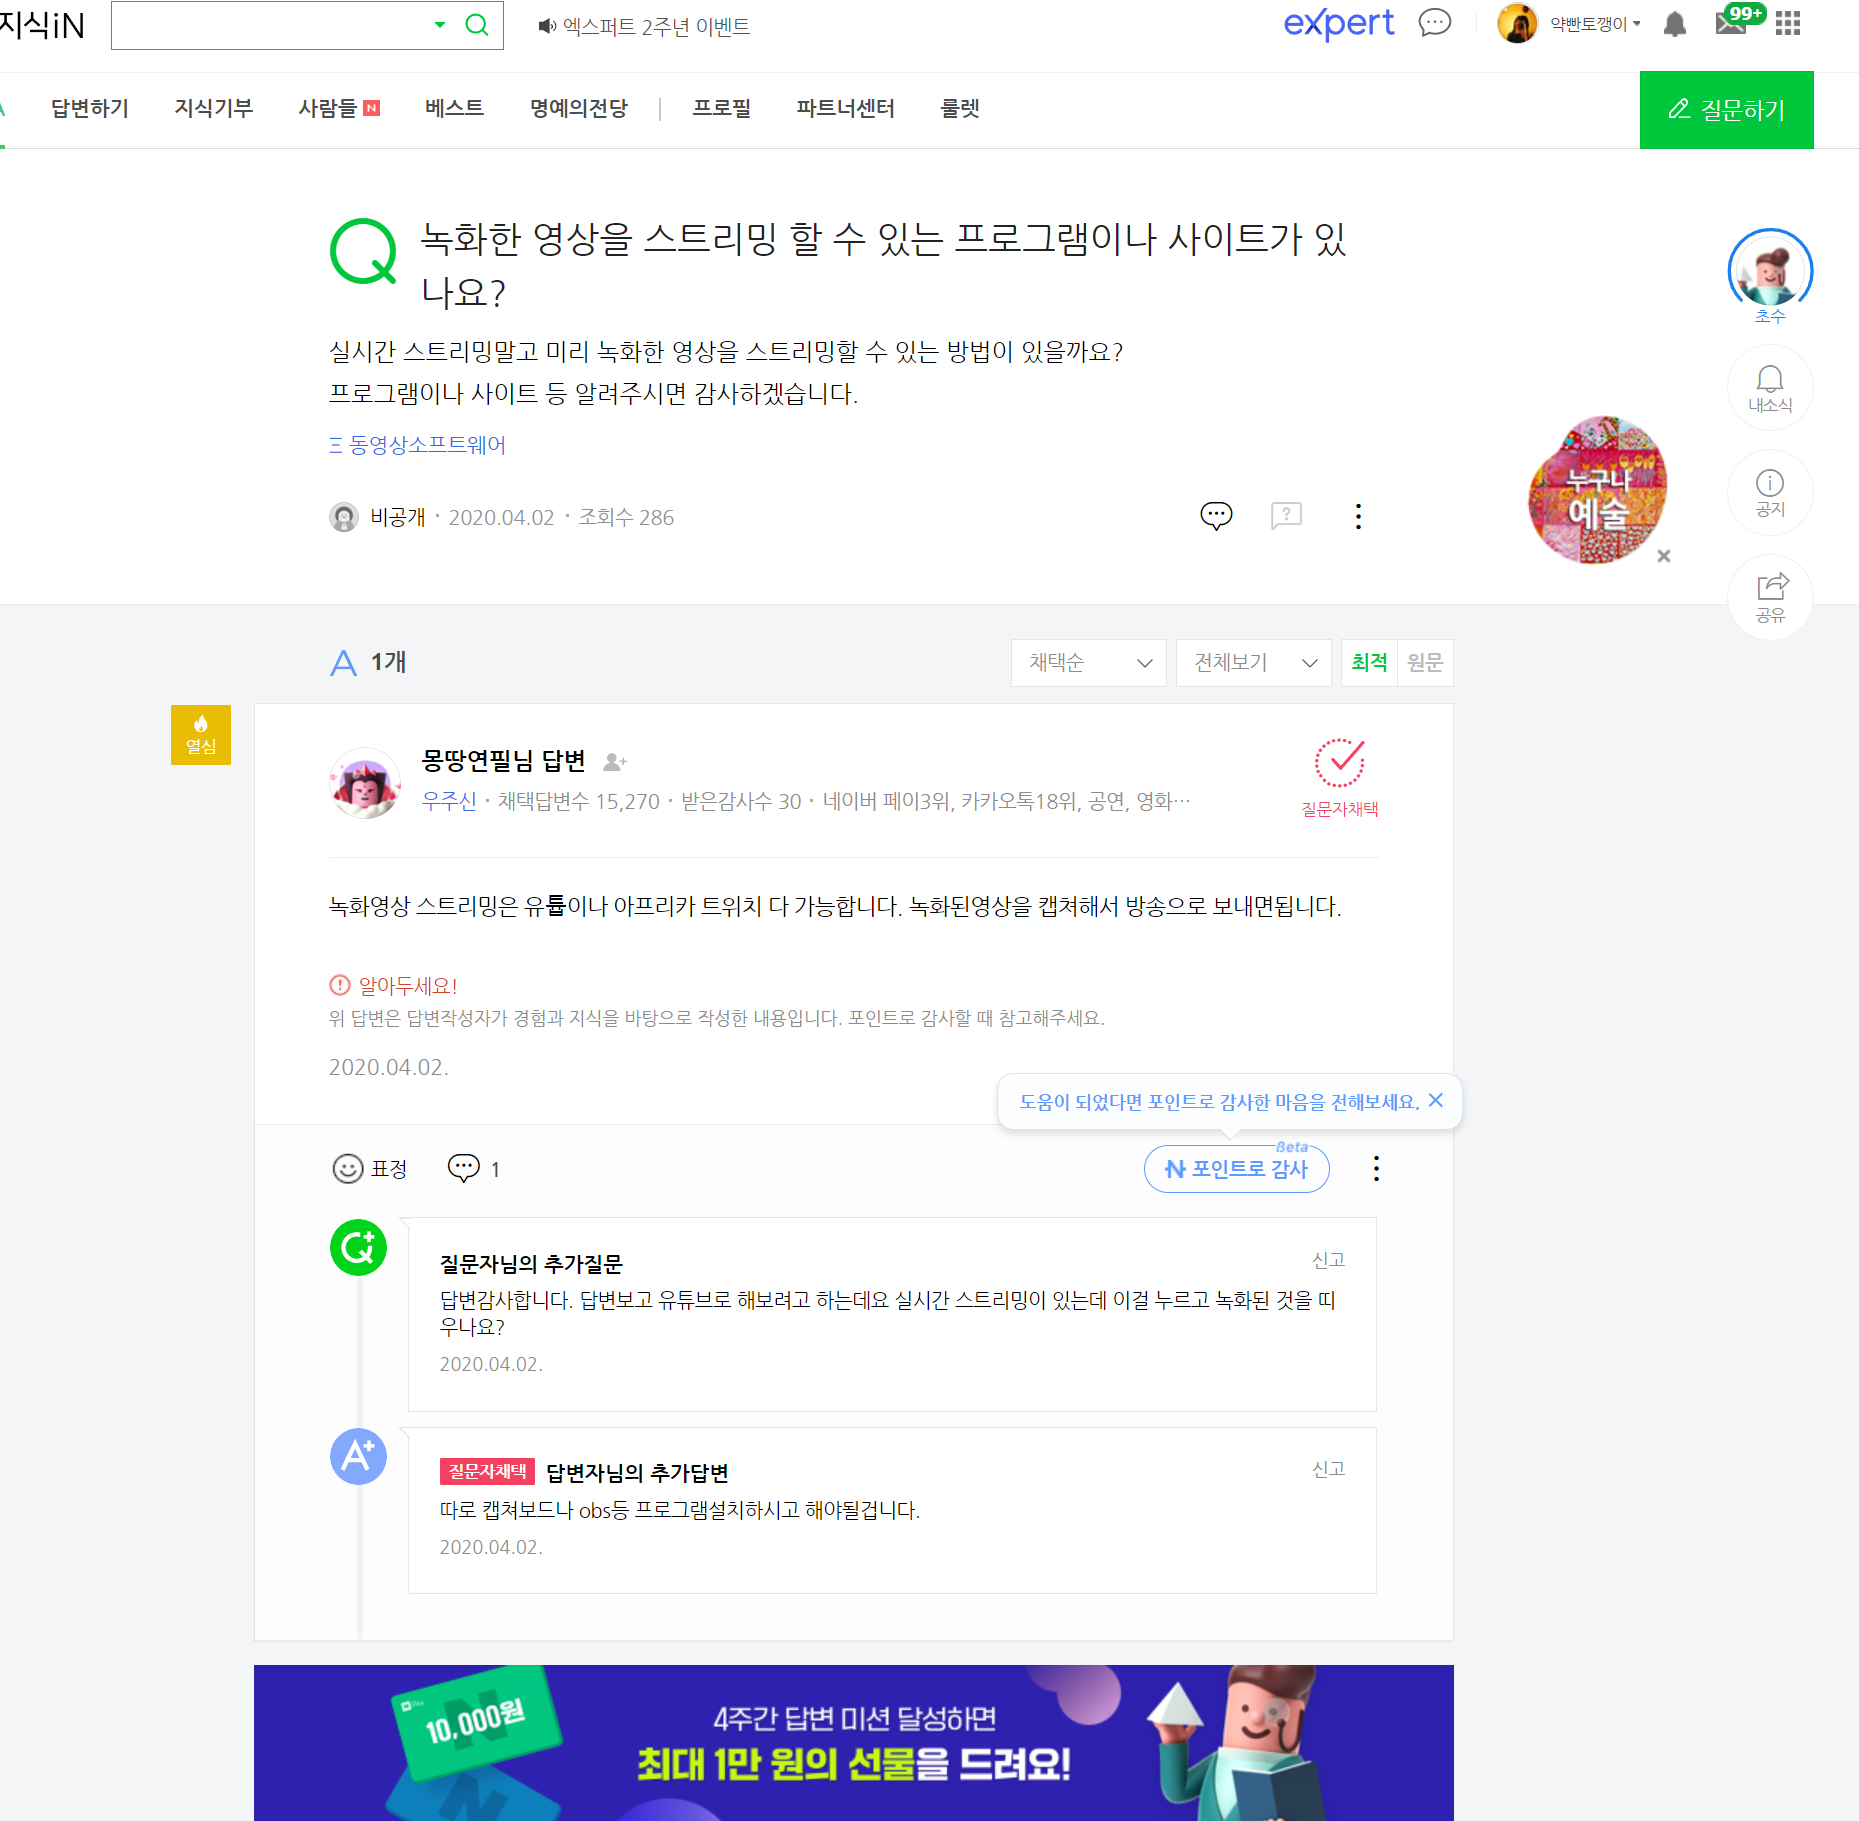 지식iN
엑스퍼트 2주년 이벤트
expert
약빤토깽이
99+
답변하기
지식기부
사람들 N
베스트
명예의전당
프로필
파트너센터
룰렛
질문하기
녹화한 영상을 스트리밍 할 수 있는 프로그램이나 사이트가 있
나요?
실시간 스트리밍말고 미리 녹화한 영상을 스트리밍할 수 있는 방법이 있을까요?
프로그램이나 사이트 등 알려주시면 감사하겠습니다.
동영상소프트웨어
비공개 · 2020.04.02 · 조회수 286
초수
내소식
공지
공유
누구나
예술
A 1개
채택순
전체보기
최적
원문
열심
몽땅연필님 답변
우주신 · 채택답변수 15,270 · 받은감사수 30 · 네이버 페이3위, 카카오톡18위, 공연, 영화…
질문자채택
녹화영상 스트리밍은 유튭이나 아프리카 트위치 다 가능합니다. 녹화된영상을 캡쳐해서 방송으로 보내면됩니다.
알아두세요!
위 답변은 답변작성자가 경험과 지식을 바탕으로 작성한 내용입니다. 포인트로 감사할 때 참고해주세요.
2020.04.02.
도움이 되었다면 포인트로 감사한 마음을 전해보세요.
표정
1
Beta
N 포인트로 감사
Q+
질문자님의 추가질문
신고
답변감사합니다. 답변보고 유튜브로 해보려고 하는데요 실시간 스트리밍이 있는데 이걸 누르고 녹화된 것을 띠
우나요?
2020.04.02.
A+
질문자채택 답변자님의 추가답변
신고
따로 캡쳐보드나 obs등 프로그램설치하시고 해야될겁니다.
2020.04.02.
10,000원
4주간 답변 미션 달성하면
최대 1만 원의 선물을 드려요!